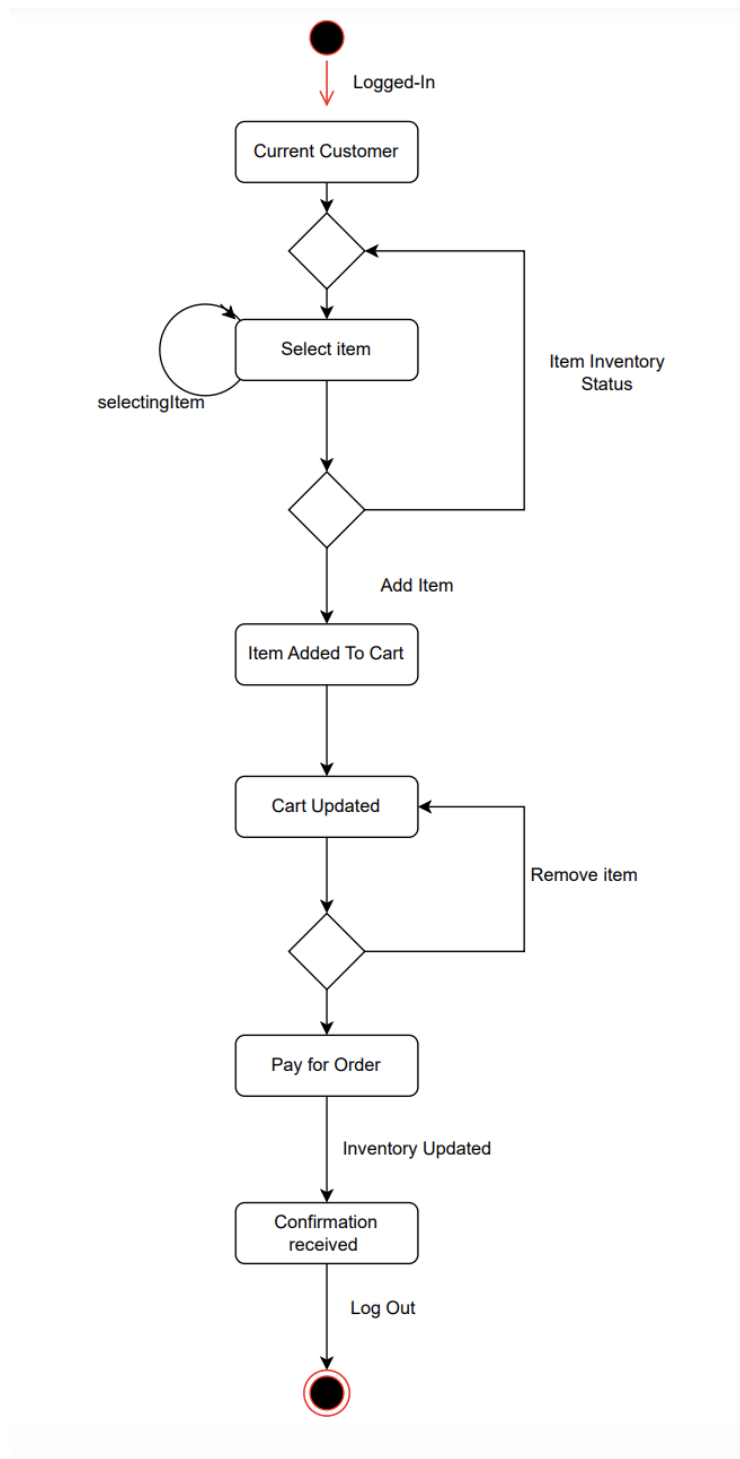 Logged-In
Current Customer
Select item
selectingItem
Item Inventory
Status
Add Item
Item Added To Cart
Cart Updated
Remove item
Pay for Order
Inventory Updated
Confirmation
received
Log Out